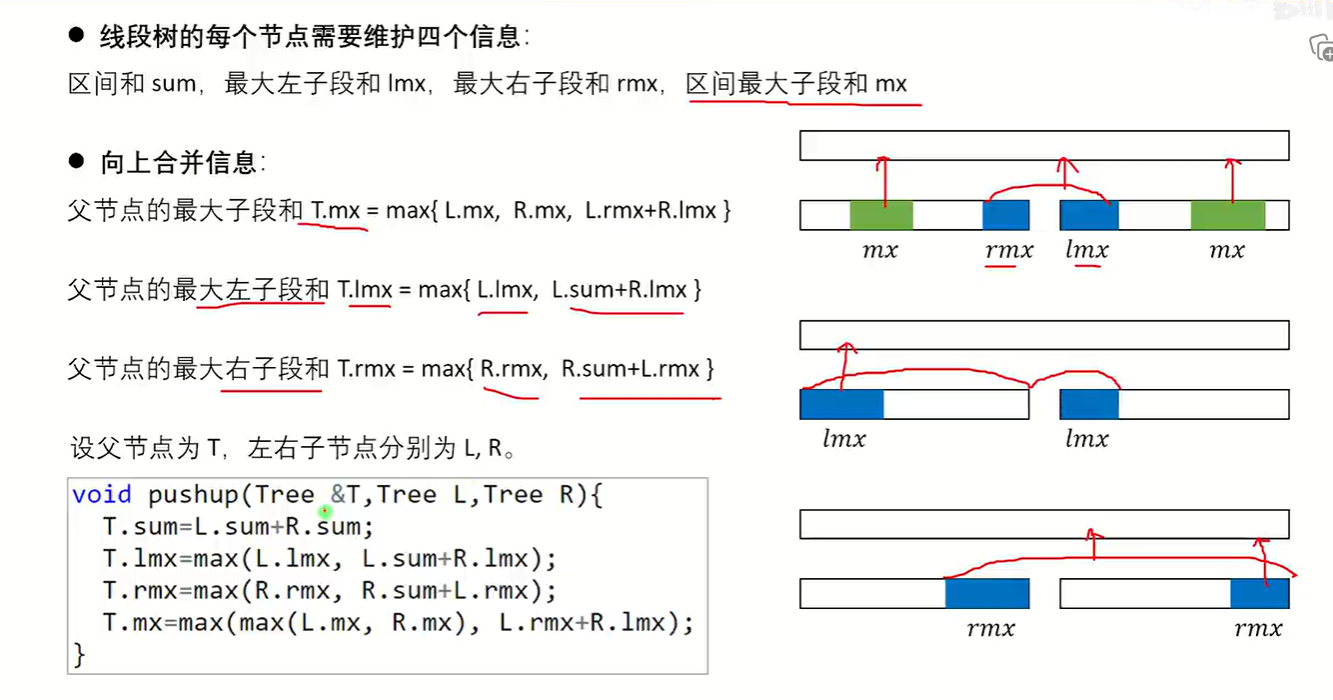 ● 线段树的每个节点需要维护四个信息：
区间和 sum，最大左子段和 lmx，最大右子段和 rmx，区间最大子段和 mx
● 向上合并信息：
父节点的最大子段和 T.mx = max{ L.mx, R.mx, L.rmx+R.lmx }
mx rmx lmx mx
父节点的最大左子段和 T.lmx = max{ L.lmx, L.sum+R.lmx }
父节点的最大右子段和 T.rmx = max{ R.rmx, R.sum+L.rmx }
lmx lmx
设父节点为 T，左右子节点分别为 L, R。
void pushup(Tree &T,Tree L,Tree R){
T.sum=L.sum+R.sum;
T.lmx=max(L.lmx, L.sum+R.lmx);
T.rmx=max(R.rmx, R.sum+L.rmx);
T.mx=max(max(L.mx, R.mx), L.rmx+R.lmx);
}
rmx rmx